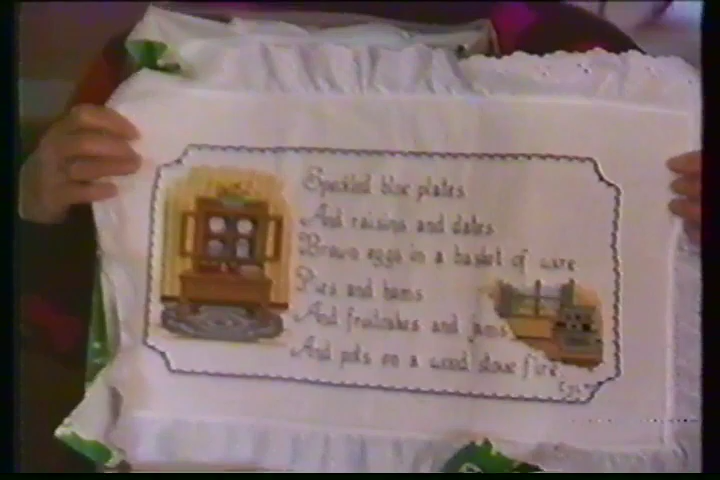 Speckled blue plates
And raisins and dates
Brown eggs in a basket of ware
Pies and hams
And fruitcakes and jams
And pots on a wood stove fire